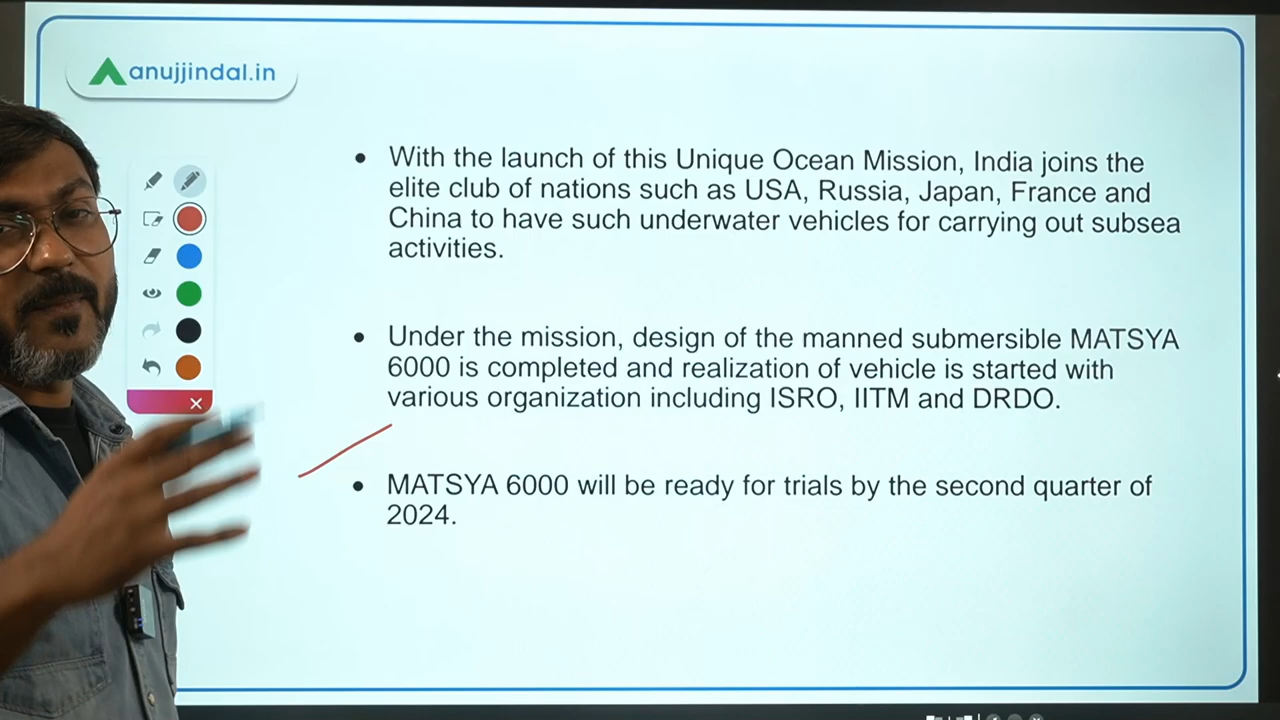 anujjindal.in
• With the launch of this Unique Ocean Mission, India joins the
elite club of nations such as USA, Russia, Japan, France and
China to have such underwater vehicles for carrying out subsea
activities.
• Under the mission, design of the manned submersible MATSYA
6000 is completed and realization of vehicle is started with
various organization including ISRO, IITM and DRDO.
• MATSYA 6000 will be ready for trials by the second quarter of
2024.